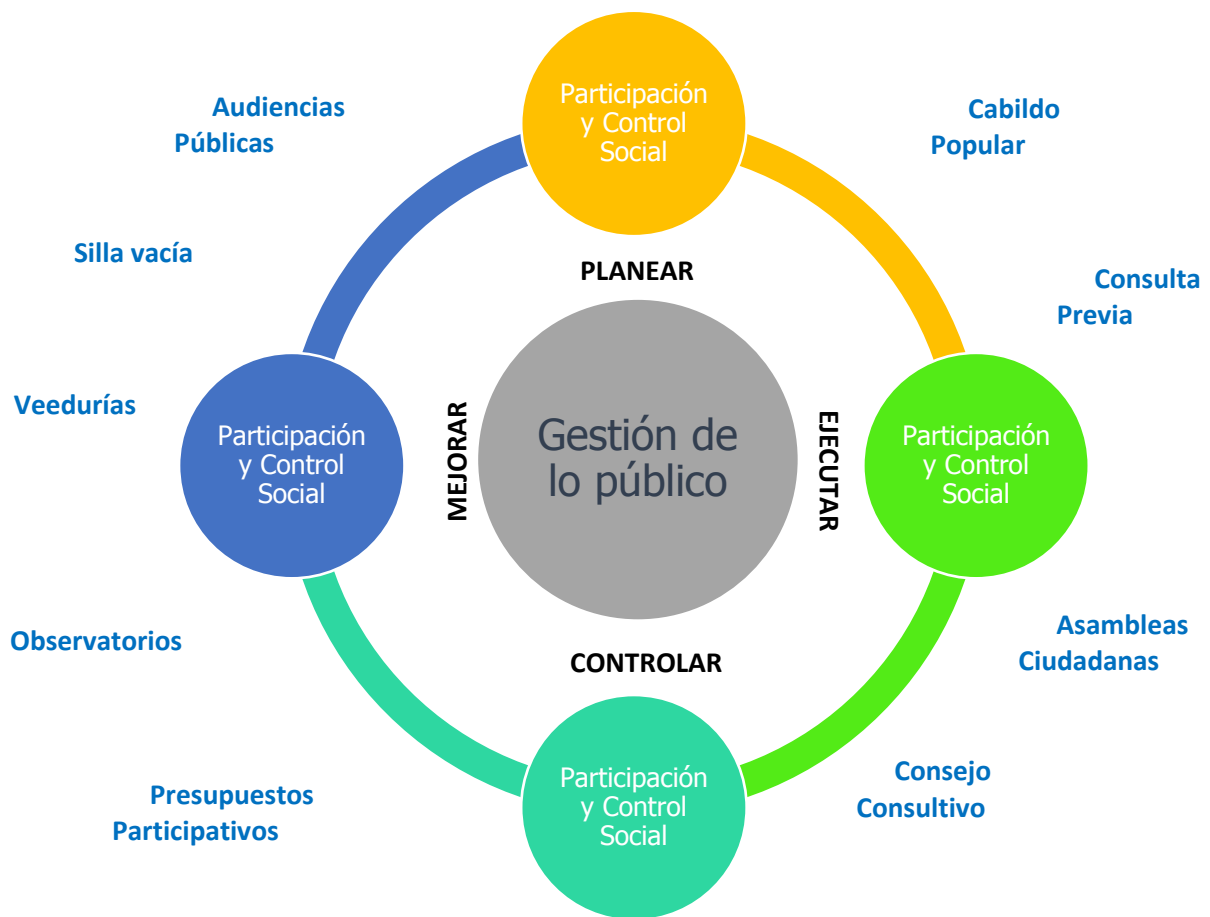 Participación
y Control
Social
Audiencias
Públicas
Cabildo
Popular
Silla vacía
PLANEAR
Consulta
Previa
Veedurías
Participación
y Control
Social
MEJORAR
Gestión de
lo público
EJECUTAR
Participación
y Control
Social
Observatorios
CONTROLAR
Asambleas
Ciudadanas
Participación
y Control
Social
Consejo
Consultivo
Presupuestos
Participativos